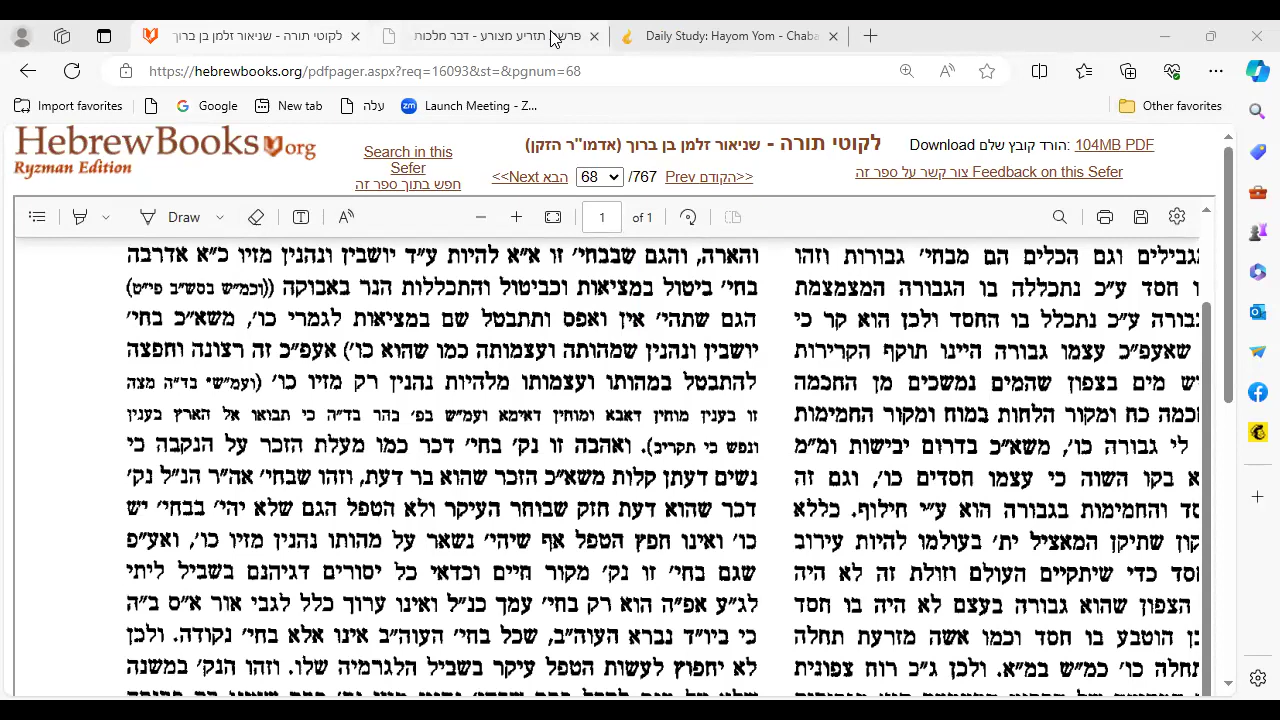 לקוטי תורה - שניאור זלמן בן ברוך
פרשת תזריע מצורע - דבר מלכות
Daily Study: Hayom Yom - Chaba
https://hebrewbooks.org/pdfpager.aspx?req=16093&st=&pgnum=68
Import favorites
Google
New tab
עלה
Launch Meeting - Z...
Other favorites
HebrewBooks.org
Ryzman Edition
Search in this
Sefer
חפש בתוך ספר זה
לקוטי תורה - שניאור זלמן בן ברוך (אדמו"ר הזקן)
<<Next הבא 68 /767 Prev הקודם>>
Download הורד קובץ שלם: 104MB PDF
צור קשר על ספר זה Feedback on this Sefer
Draw
1 of 1
הגבילים וגם הכלים הם מבחי' גבורות וזהו
ו חסד ע"כ נתכללה בו הגבורה המצמצמת
בורה ע"כ נתכלל בו החסד ולכן הוא קר כי
שאעפ"כ עצמו גבורה היינו תוקף הקרירות
יש מים בצפון שהמים נמשכים מן החכמה
חכמה כח ומקור הלחות במוח ומקור החמימות
לי גבורה כו', משא"כ בדרום יבישות ומ"מ
א בקו השוה כי עצמו חסדים כו', וגם זה
סד והחמימות בגבורה הוא ע"י חילוף. כללא
קון שתיקן המאציל ית' בעולמו להיות עירוב
חסד כדי שיתקיים העולם וזולת זה לא היה
הצפון שהוא גבורה בעצם לא היה בו חסד
כן הוטבע בו חסד וכמו אשה מזרעת תחלה
תחלה כו' כמ"ש במ"א. ולכן ג"כ רוח צפונית
והארה, והגם שבבחי' זו א"א להיות ע"ד יושבין ונהנין מזיו כ"א אדרבה
בחי' ביטול במציאות וכביטול והתכללות הנר באבוקה ((וכמ"ש בסש"ב פי"ט)
הגם שתהי' אין ואפס ותתבטל שם במציאות לגמרי כו', משא"כ בחי'
יושבין ונהנין שמהותה ועצמותה כמו שהוא כו') אעפ"כ זה רצונה וחפצה
להתבטל במהותו ועצמותו מלהיות נהנין רק מזיו כו' (ועמ"ש בד"ה מצה
זו בענין מוחין דאבא ומוחין דאימא ועמ"ש בפ' בהר בד"ה כי תבואו אל הארץ בענין
ונפש כי תקריב). ואהבה זו נק' בחי' דכר כמו מעלת הזכר על הנקבה כי
נשים דעתן קלות משא"כ הזכר שהוא בר דעת, וזהו שבחי' אה"ר הנ"ל נק'
דכר שהוא דעת חזק שבוחר העיקר ולא הטפל הגם שלא יהי' בבחי' יש
כו' ואינו חפץ הטפל אף שיהי' נשאר על מהותו נהנין מזיו כו', ואע"פ
שגם בחי' זו נק' מקור חיים וכדאי כל יסורים דגיהנם בשביל ליתי
לג"ע אפ"ה הוא רק בחי' עמך כנ"ל ואינו ערוך כלל לגבי אור א"ס ב"ה
כי ביו"ד נברא העוה"ב, שכל בחי' העוה"ב אינו אלא בחי' נקודה. ולכן
לא יחפוץ לעשות הטפל עיקר בשביל הלגרמיה שלו. וזהו הנק' במשנה